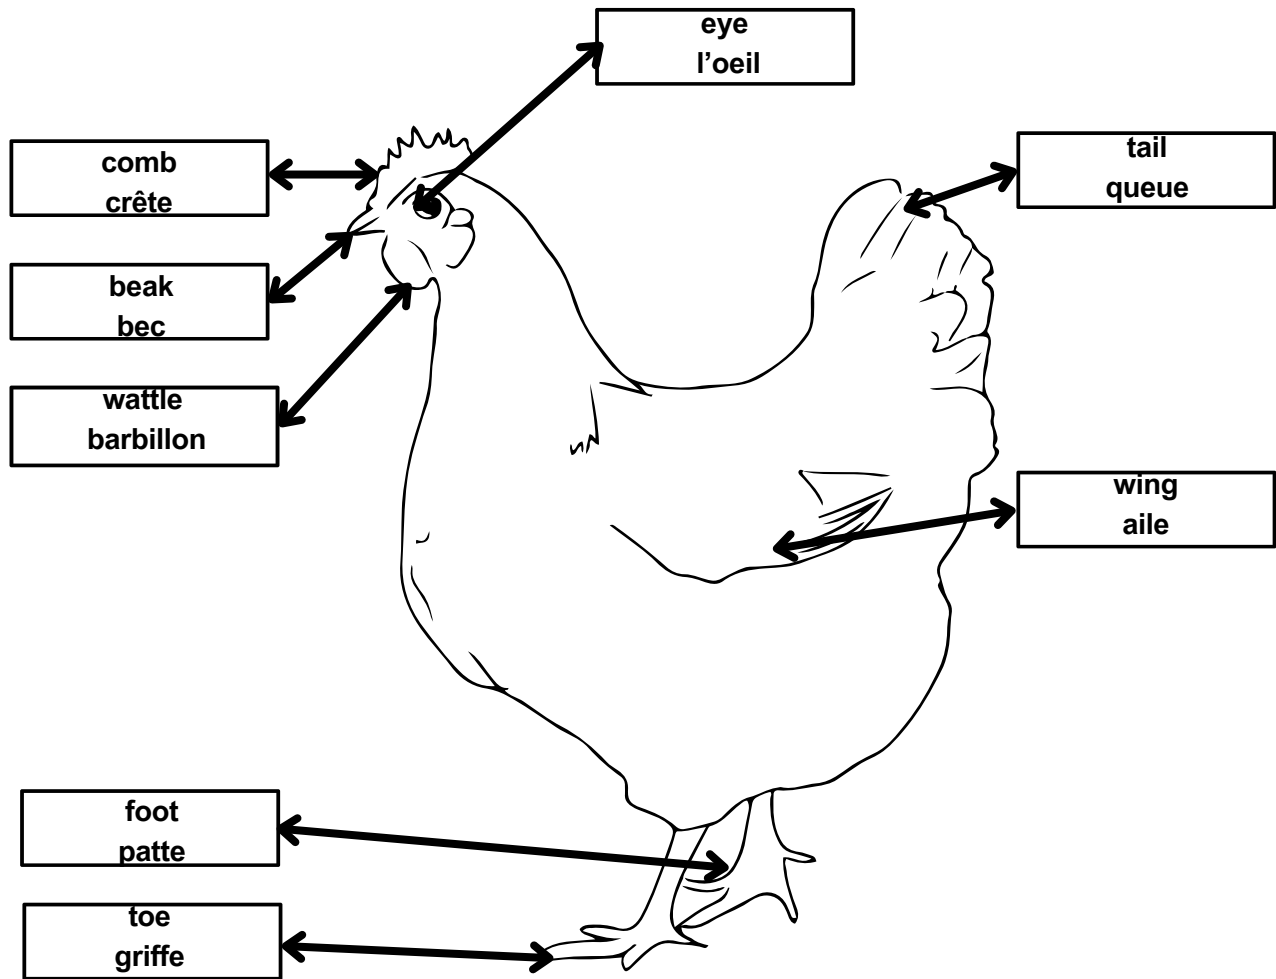 eye
l’oeil
comb
crête
tail
queue
beak
bec
wattle
barbillon
wing
aile
foot
patte
toe
griffe